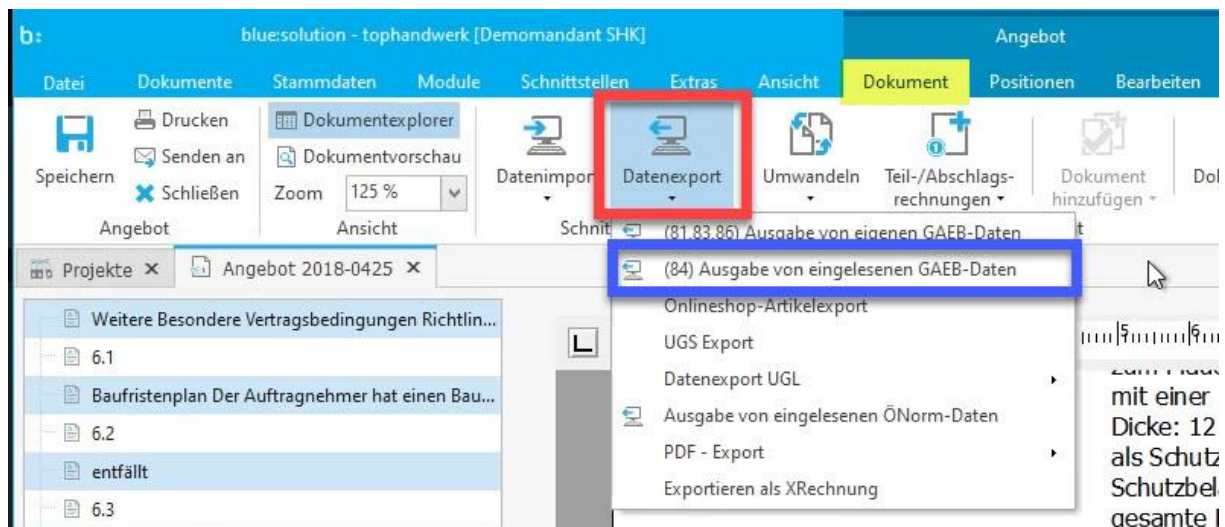 b: blue:solution - tophandwerk [Demomandant SHK] Angebot
Datei Dokumente Stammdaten Module Schnittstellen Extras Ansicht Dokument Positionen Bearbeiten
Speichern
Drucken
Senden an
Schließen
Angebot
Dokumentexplorer
Dokumentvorschau
Zoom 125 %
Ansicht
Datenimpor
Datenexport
Schnit
Umwandeln
Teil-/Abschlags-
rechnungen
Dokument
hinzufügen
Dol
t
Projekte Angebot 2018-0425
(81,83,86) Ausgabe von eigenen GAEB-Daten
(84) Ausgabe von eingelesenen GAEB-Daten
Onlineshop-Artikelexport
UGS Export
Datenexport UGL
Ausgabe von eingelesenen ÖNorm-Daten
PDF - Export
Exportieren als XRechnung
Weitere Besondere Vertragsbedingungen Richtlin...
6.1
Baufristenplan Der Auftragnehmer hat einen Bau...
6.2
entfällt
6.3
5 6
mit einer
Dicke: 12
als Schutz
Schutzbel
gesamte